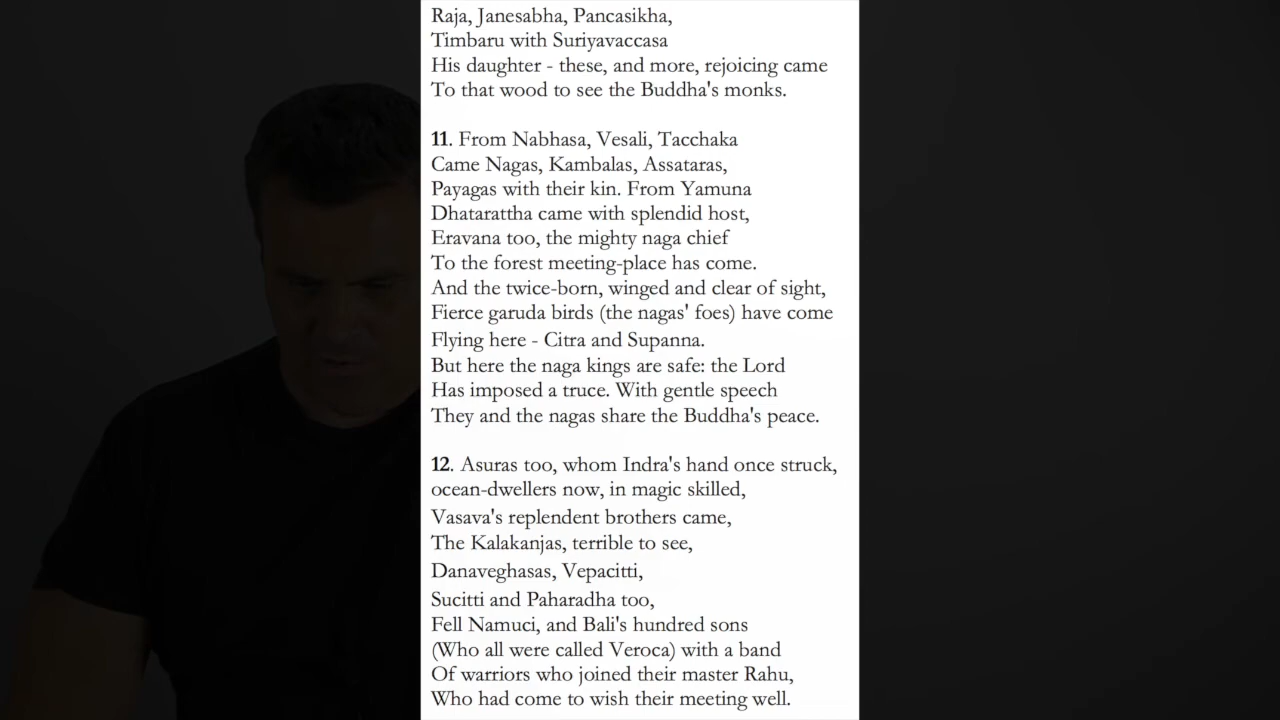 Raja, Janesabha, Pancasikha,
Timbaru with Suriyavaccasa
His daughter - these, and more, rejoicing came
To that wood to see the Buddha's monks.
11. From Nabhasa, Vesali, Tacchaka
Came Nagas, Kambalas, Assataras,
Payagas with their kin. From Yamuna
Dhatarattha came with splendid host,
Eravana too, the mighty naga chief
To the forest meeting-place has come.
And the twice-born, winged and clear of sight,
Fierce garuda birds (the nagas' foes) have come
Flying here - Citra and Supanna.
But here the naga kings are safe: the Lord
Has imposed a truce. With gentle speech
They and the nagas share the Buddha's peace.
12. Asuras too, whom Indra's hand once struck,
ocean-dwellers now, in magic skilled,
Vasava's replendent brothers came,
The Kalakanjas, terrible to see,
Danaveghasas, Vepacitti,
Sucitti and Paharadha too,
Fell Namuci, and Bali's hundred sons
(Who all were called Veroca) with a band
Of warriors who joined their master Rahu,
Who had come to wish their meeting well.